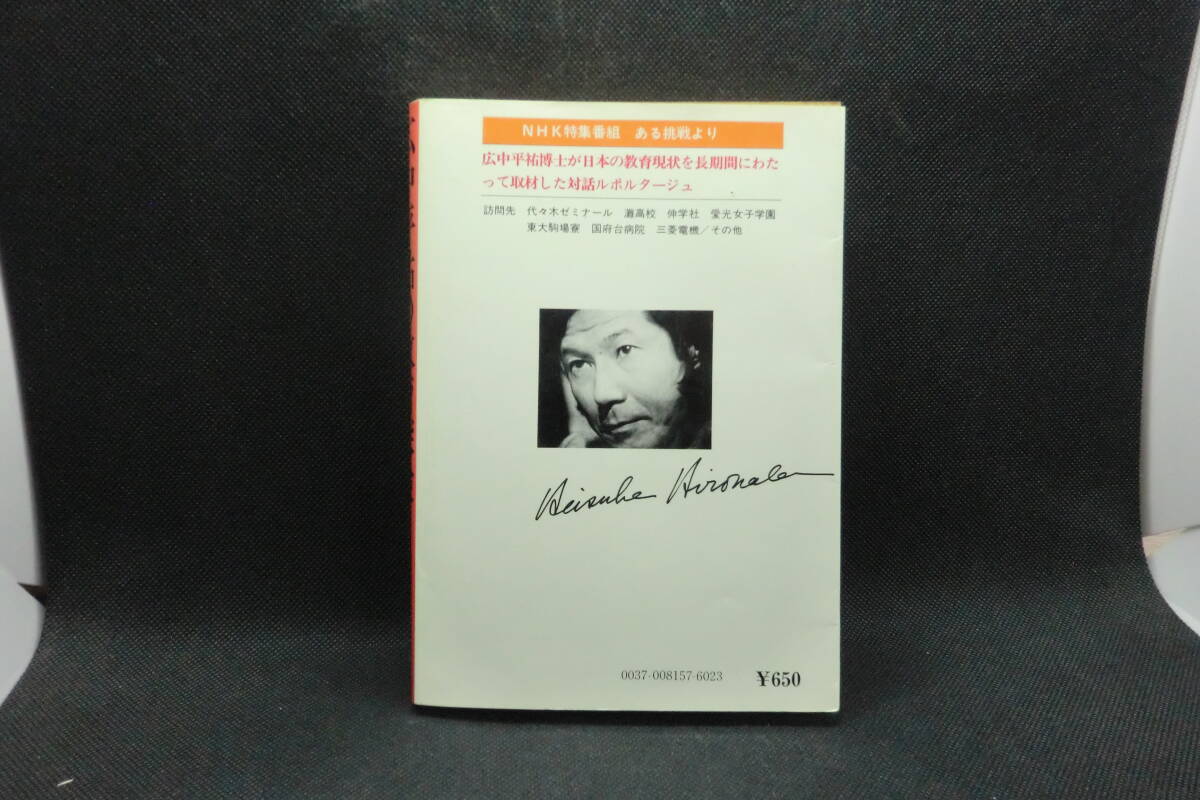 NHK特集番組 ある挑戦より
広中平祐博士が日本の教育現状を長期間にわた
って取材した対話ルポルタージュ
訪問先 代々木ゼミナール 灘高校 伸学社 愛光女子学園
東大駒場寮 国府台病院 三菱電機/その他
Heisuke Hironaka
0037-008157-6023 ¥650